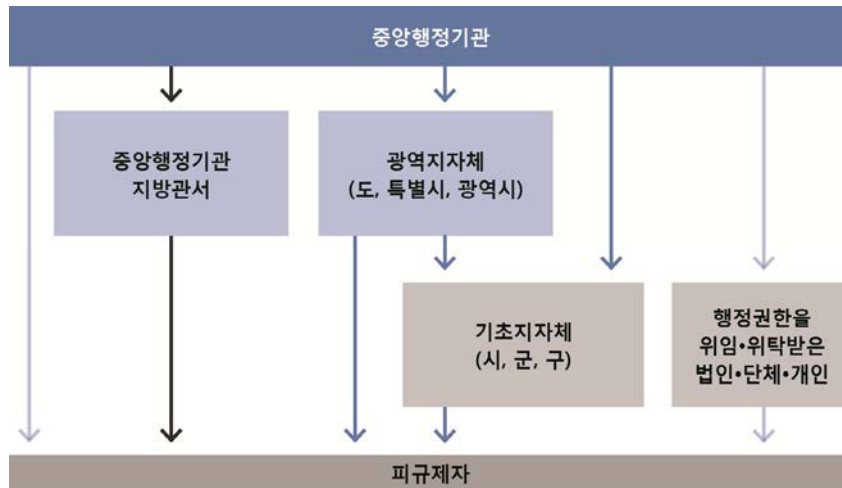 중앙행정기관
중앙행정기관
지방관서
광역지자체
(도, 특별시, 광역시)
기초지자체
(시, 군, 구)
행정권한을
위임•위탁받은
법인•단체•개인
피규제자